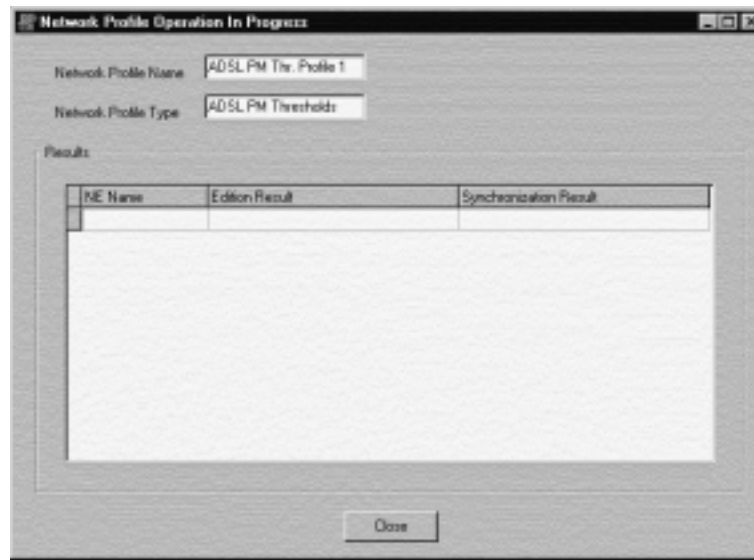 Network Profile Operation In Progress
Network Profile Name ADSL PM Thr. Profile 1
Network Profile Type ADSL PM Thresholds
Results
NE Name Edition Result Synchronization Result
Close